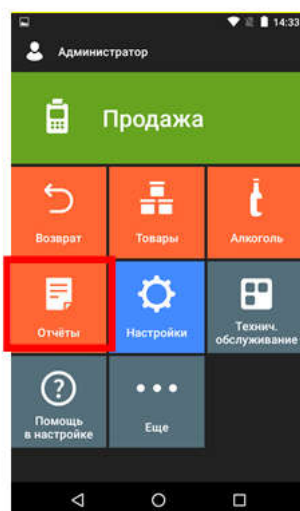 14:33
Администратор
Продажа
Возврат
Товары
Алкоголь
Отчёты
Настройки
Технич.
обслуживание
Помощь
в настройке
Еще